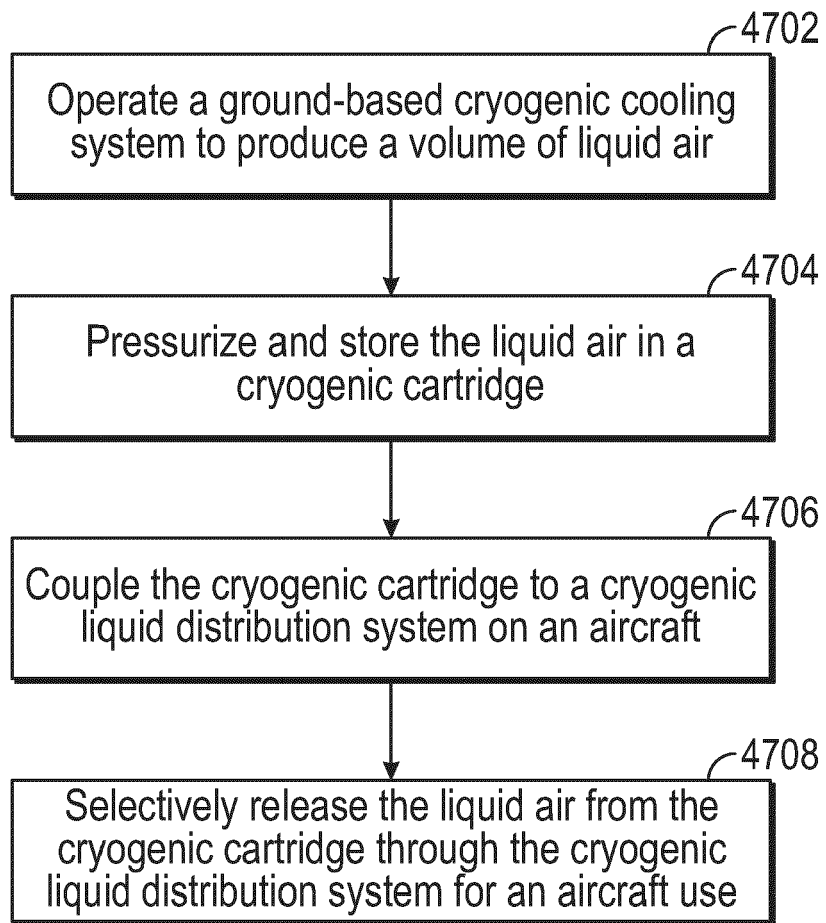 4702
Operate a ground-based cryogenic cooling
system to produce a volume of liquid air
4704
Pressurize and store the liquid air in a
cryogenic cartridge
4706
Couple the cryogenic cartridge to a cryogenic
liquid distribution system on an aircraft
4708
Selectively release the liquid air from the
cryogenic cartridge through the cryogenic
liquid distribution system for an aircraft use